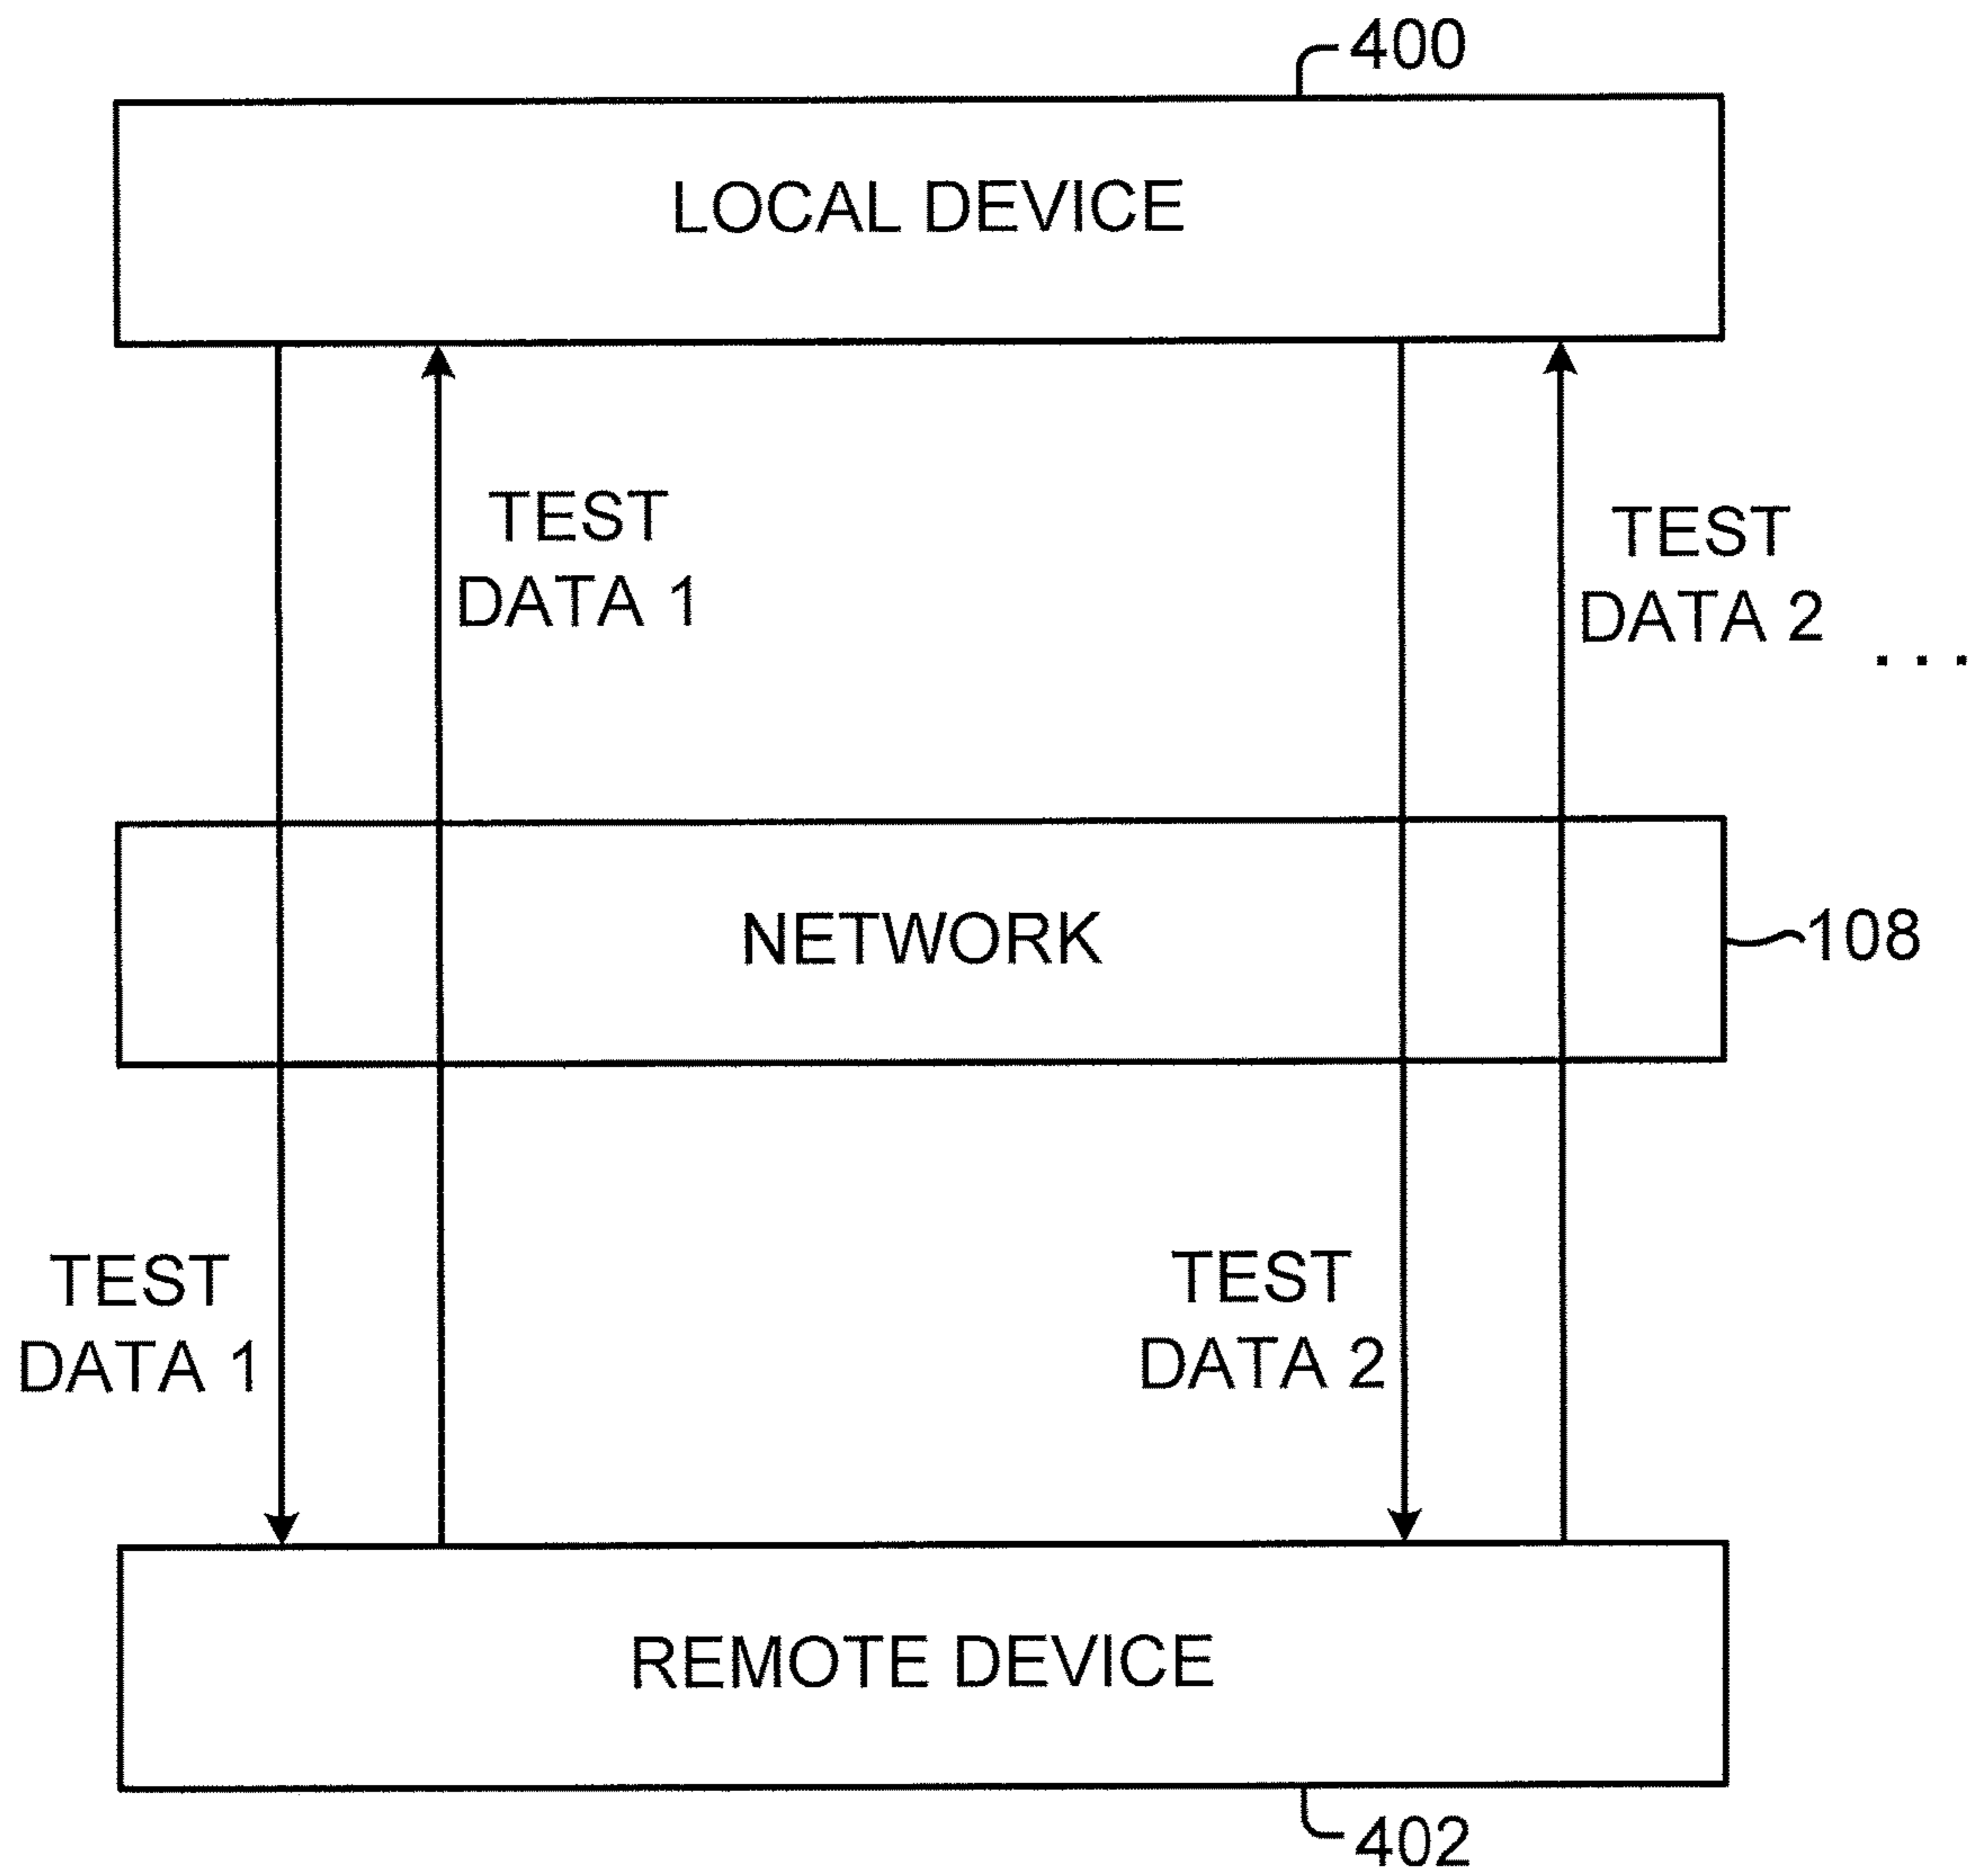 400
LOCAL DEVICE
TEST
DATA 1
TEST
DATA 2
. . .
NETWORK
108
TEST
DATA 1
TEST
DATA 2
REMOTE DEVICE
402